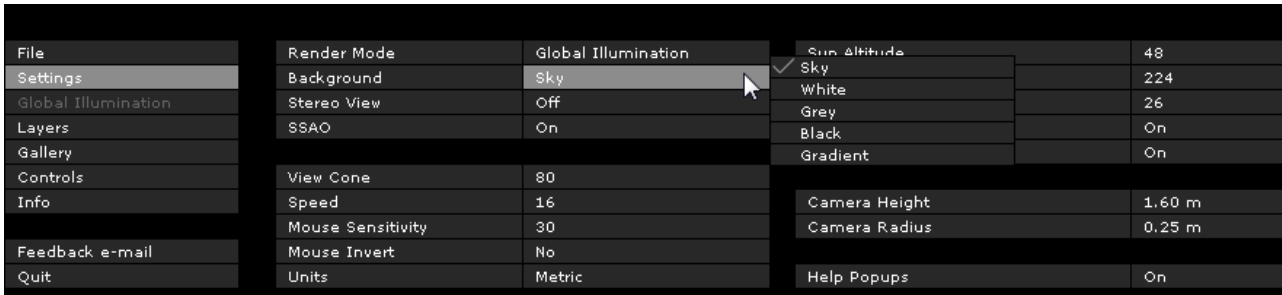 File
Settings
Global Illumination
Layers
Gallery
Controls
Info
Feedback e-mail
Quit
Render Mode Global Illumination
Background Sky
Stereo View Off
SSAO On
View Cone 80
Speed 16
Mouse Sensitivity 30
Mouse Invert No
Units Metric
Sky
White
Grey
Black
Gradient
Sun Altitude 48
224
26
On
On
Camera Height 1.60 m
Camera Radius 0.25 m
Help Popups On